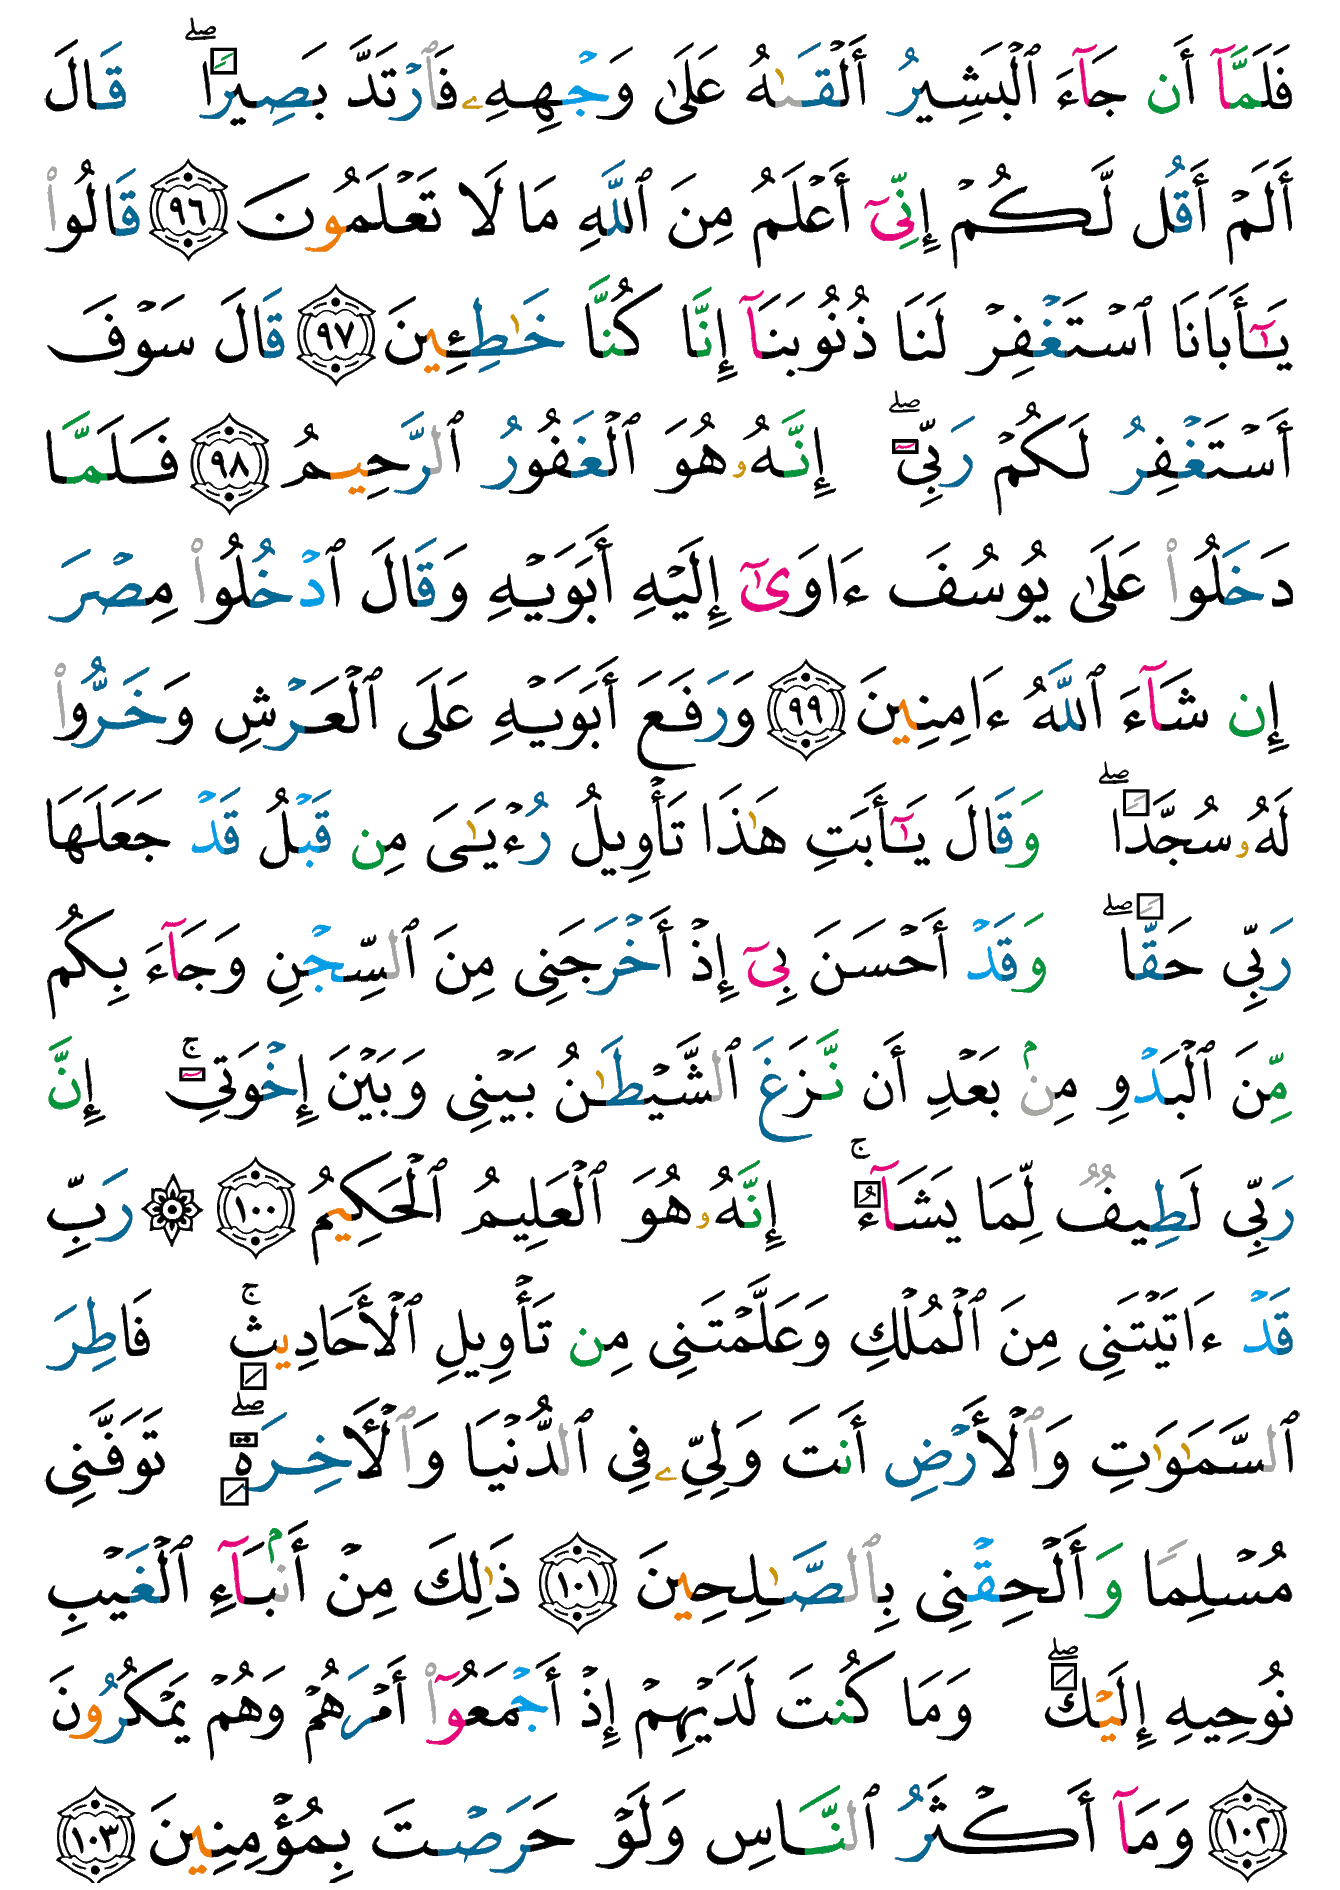 فَلَمَّآ أَن جَآءَ ٱلْبَشِيرُ أَلْقَىٰهُ عَلَىٰ وَجْهِهِۦ فَٱرْتَدَّ بَصِيرًا ۖ قَالَ
أَلَمْ أَقُل لَّكُمْ إِنِّىٓ أَعْلَمُ مِنَ ٱللَّهِ مَا لَا تَعْلَمُونَ ٩٦ قَالُوا۟
يَـٰٓأَبَانَا ٱسْتَغْفِرْ لَنَا ذُنُوبَنَآ إِنَّا كُنَّا خَـٰطِـِٔينَ ٩٧ قَالَ سَوْفَ
أَسْتَغْفِرُ لَكُمْ رَبِّىٓ ۖ إِنَّهُۥ هُوَ ٱلْغَفُورُ ٱلرَّحِيمُ ٩٨ فَلَمَّا
دَخَلُوا۟ عَلَىٰ يُوسُفَ ءَاوَىٰٓ إِلَيْهِ أَبَوَيْهِ وَقَالَ ٱدْخُلُوا۟ مِصْرَ
إِن شَآءَ ٱللَّهُ ءَامِنِينَ ٩٩ وَرَفَعَ أَبَوَيْهِ عَلَى ٱلْعَرْشِ وَخَرُّوا۟
لَهُۥ سُجَّدًا ۖ وَقَالَ يَـٰٓأَبَتِ هَـٰذَا تَأْوِيلُ رُءْيَـٰىَ مِن قَبْلُ قَدْ جَعَلَهَا
رَبِّى حَقًّا ۖ وَقَدْ أَحْسَنَ بِىٓ إِذْ أَخْرَجَنِى مِنَ ٱلسِّجْنِ وَجَآءَ بِكُم
مِّنَ ٱلْبَدْوِ مِنۢ بَعْدِ أَن نَّزَغَ ٱلشَّيْطَـٰنُ بَيْنِى وَبَيْنَ إِخْوَتِىٓ ۚ إِنَّ
رَبِّى لَطِيفٌ لِّمَا يَشَآءُ ۚ إِنَّهُۥ هُوَ ٱلْعَلِيمُ ٱلْحَكِيمُ ١٠٠ ۞ رَبِّ
قَدْ ءَاتَيْتَنِى مِنَ ٱلْمُلْكِ وَعَلَّمْتَنِى مِن تَأْوِيلِ ٱلْأَحَادِيثِ ۚ فَاطِرَ
ٱلسَّمَـٰوَٰتِ وَٱلْأَرْضِ أَنتَ وَلِىِّۦ فِى ٱلدُّنْيَا وَٱلْـَٔاخِرَةِ ۖ تَوَفَّنِى
مُسْلِمًا وَأَلْحِقْنِى بِٱلصَّـٰلِحِينَ ١٠١ ذَٰلِكَ مِنْ أَنۢبَآءِ ٱلْغَيْبِ
نُوحِيهِ إِلَيْكَ ۖ وَمَا كُنتَ لَدَيْهِمْ إِذْ أَجْمَعُوٓا۟ أَمْرَهُمْ وَهُمْ يَمْكُرُونَ
١٠٢ وَمَآ أَكْثَرُ ٱلنَّاسِ وَلَوْ حَرَصْتَ بِمُؤْمِنِينَ ١٠٣